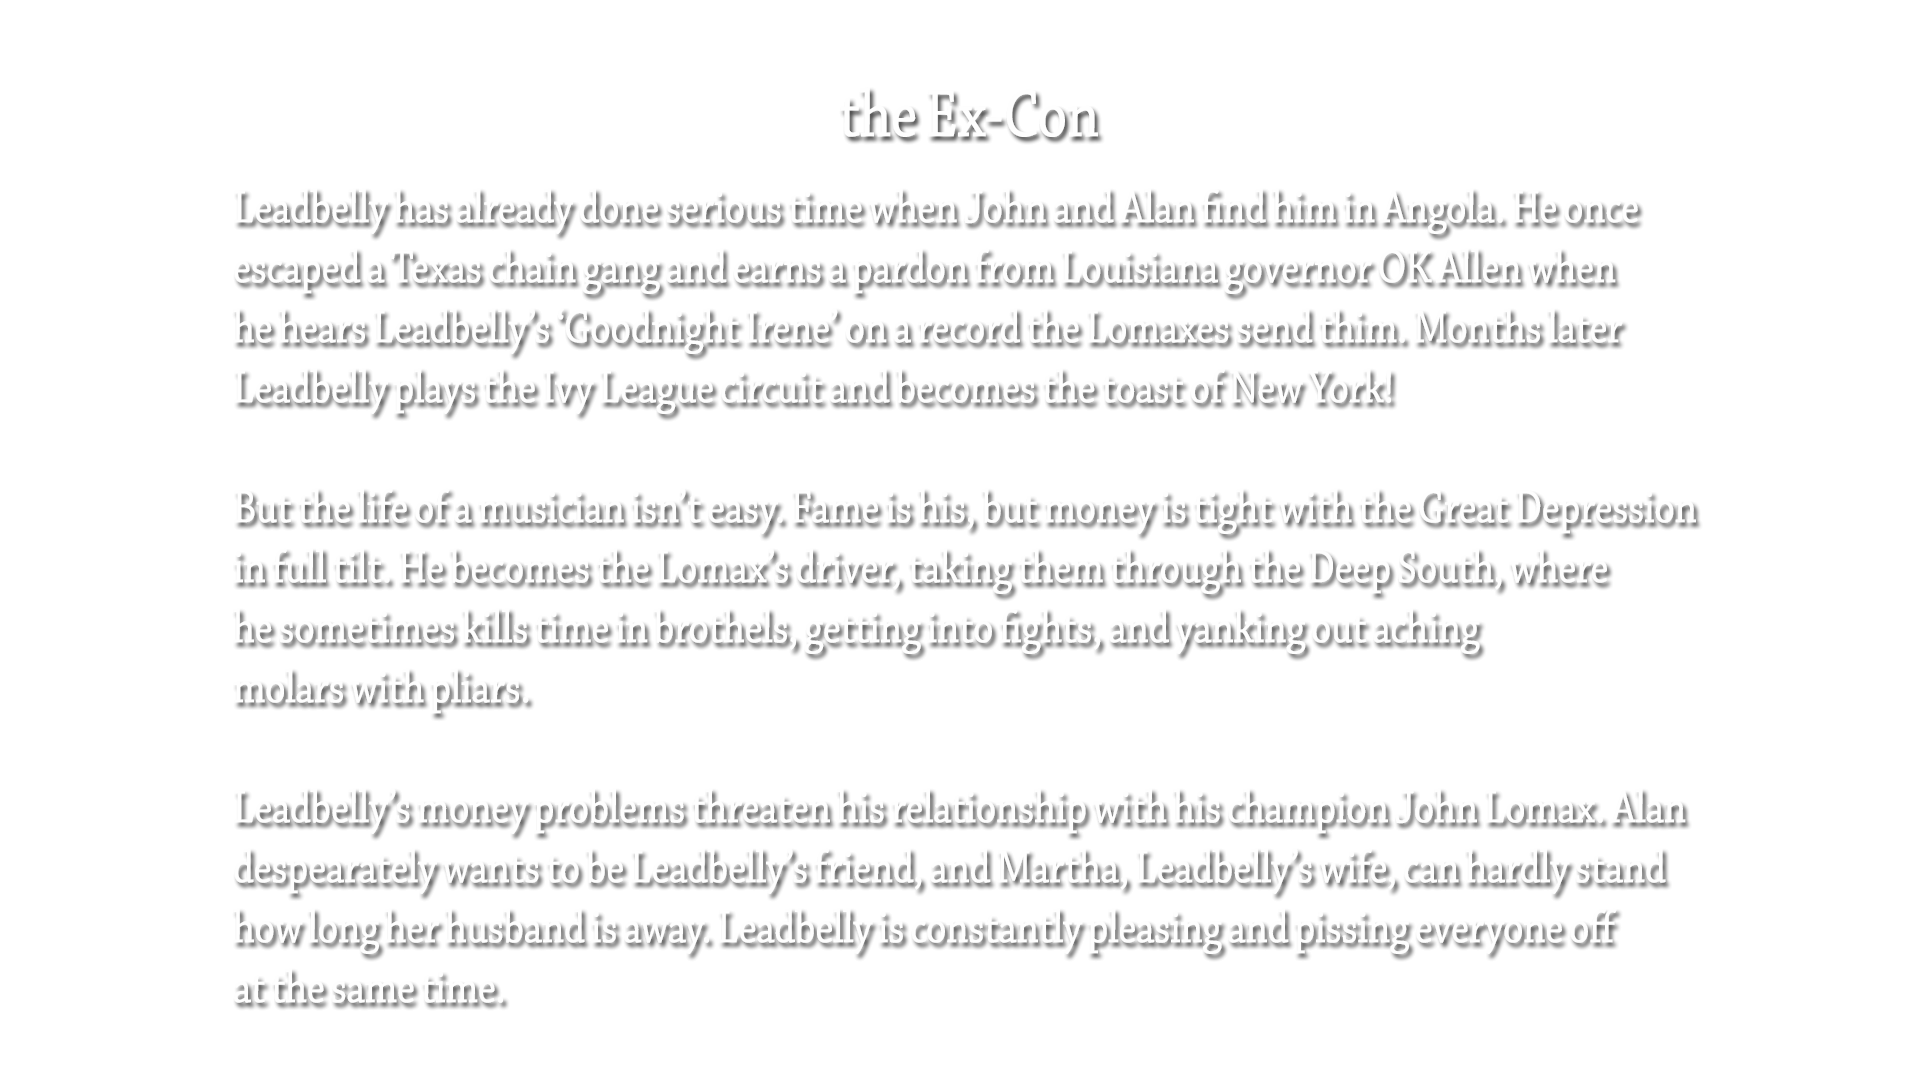 the Ex-Con
Leadbelly has already done serious time when John and Alan find him in Angola. He once
escaped a Texas chain gang and earns a pardon from Louisiana governor OK Allen when
he hears Leadbelly’s ‘Goodnight Irene’ on a record the Lomaxes send thim. Months later
Leadbelly plays the Ivy League circuit and becomes the toast of New York!
But the life of a musician isn’t easy. Fame is his, but money is tight with the Great Depression
in full tilt. He becomes the Lomax’s driver, taking them through the Deep South, where
he sometimes kills time in brothels, getting into fights, and yanking out aching
molars with pliars.
Leadbelly’s money problems threaten his relationship with his champion John Lomax. Alan
despearately wants to be Leadbelly’s friend, and Martha, Leadbelly’s wife, can hardly stand
how long her husband is away. Leadbelly is constantly pleasing and pissing everyone off
at the same time.